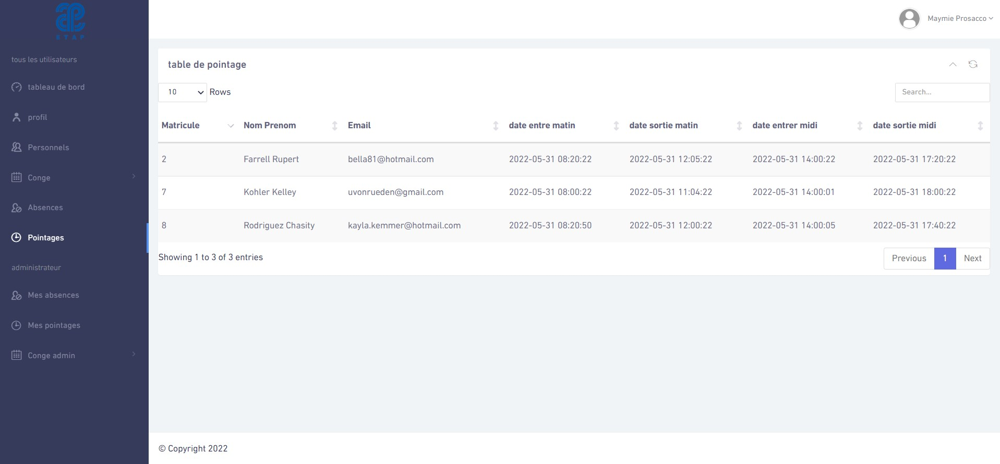 ETAP
Maymie Prosacco
tous les utilisateurs
tableau de bord
profil
Personnels
Conge
Absences
Pointages
administrateur
Mes absences
Mes pointages
Conge admin
table de pointage
10 Rows Search...
Matricule Nom Prenom Email date entre matin date sortie matin date entrer midi date sortie midi
2 Farrell Rupert bella81@hotmail.com 2022-05-31 08:20:22 2022-05-31 12:05:22 2022-05-31 14:00:22 2022-05-31 17:20:22
7 Kohler Kelley uvonrueden@gmail.com 2022-05-31 08:00:22 2022-05-31 11:04:22 2022-05-31 14:00:01 2022-05-31 18:00:22
8 Rodriguez Chasity kayla.kemmer@hotmail.com 2022-05-31 08:20:50 2022-05-31 12:00:22 2022-05-31 14:00:05 2022-05-31 17:40:22
Showing 1 to 3 of 3 entries Previous 1 Next
© Copyright 2022